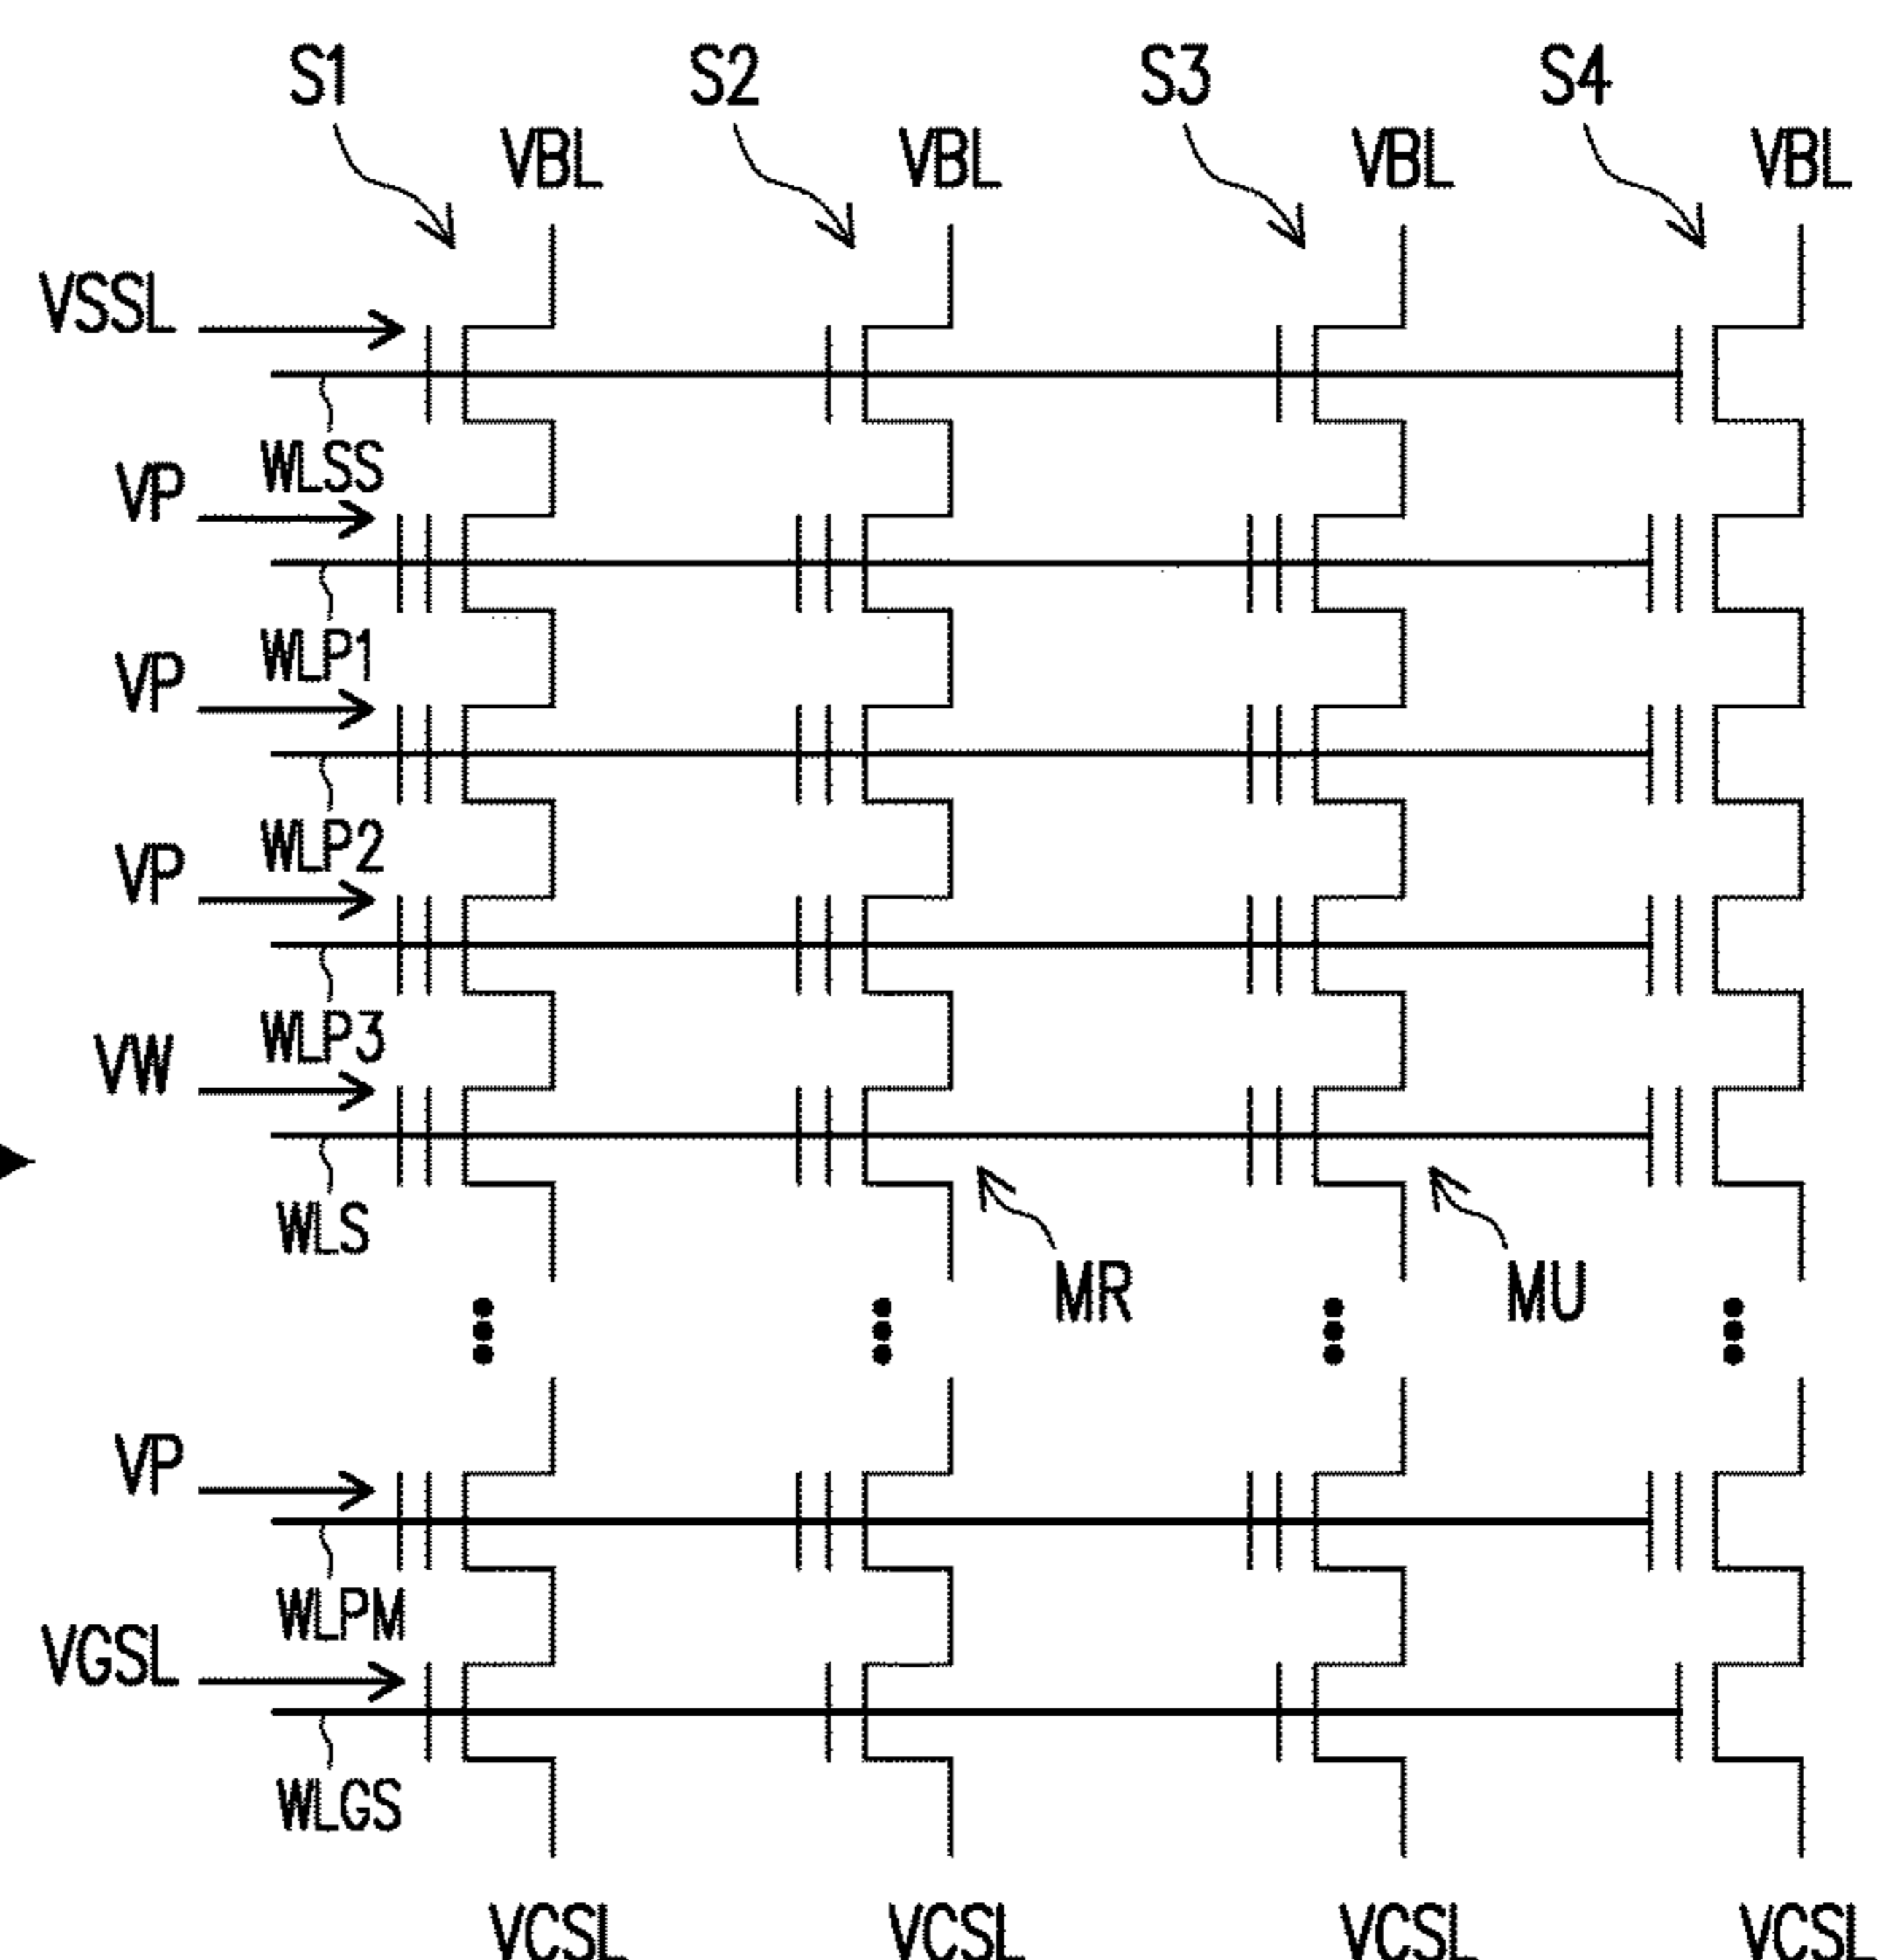 S1 S2 S3 S4
VBL VBL VBL VBL
VSSL
WLSS
VP
WLP1
VP
WLP2
VP
WLP3
VW
WLS
MR MU
VP
WLPM
VGSL
WLGS
VCSL VCSL VCSL VCSL